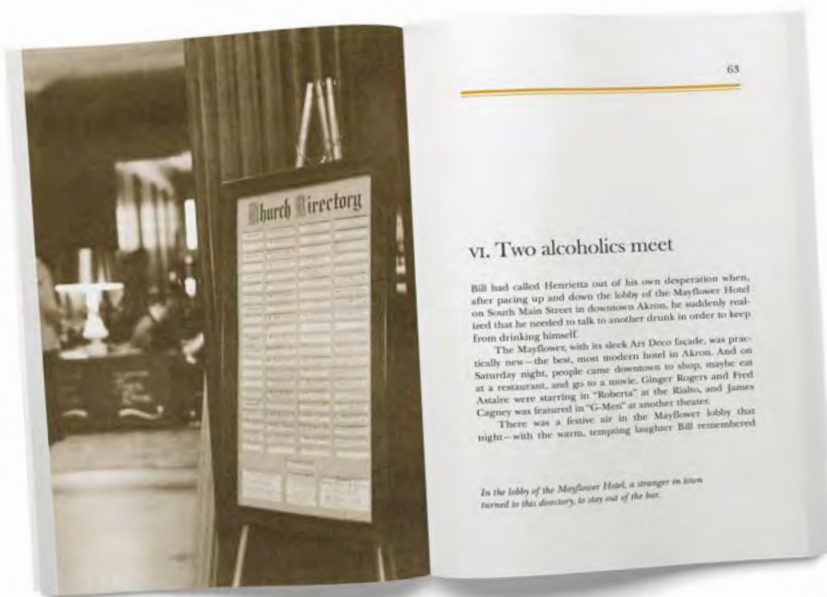 Church Directory
63
VI. Two alcoholics meet
Bill had called Henrietta out of his own desperation when,
after pacing up and down the lobby of the Mayflower Hotel
on South Main Street in downtown Akron, he suddenly real-
ized that he needed to talk to another drunk in order to keep
from drinking himself.
The Mayflower, with its sleek Art Deco façade, was prac-
tically new—the best, most modern hotel in Akron. And on
Saturday night, people came downtown to shop, maybe eat
at a restaurant, and go to a movie. Ginger Rogers and Fred
Astaire were starring in "Roberta" at the Rialto, and James
Cagney was featured in "G-Men" at another theater.
There was a festive air in the Mayflower lobby that
night—with the warm, tempting laughter Bill remembered
In the lobby of the Mayflower Hotel, a stranger in town
turned to this directory, to stay out of the bar.